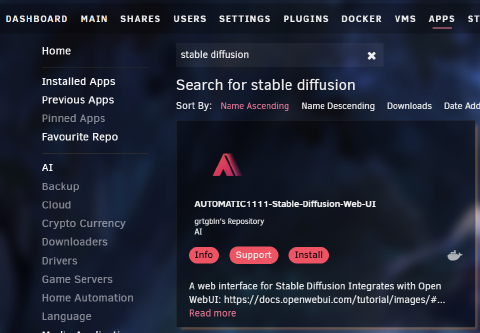 DASHBOARD MAIN SHARES USERS SETTINGS PLUGINS DOCKER VMS APPS ST
Home
Installed Apps
Previous Apps
Pinned Apps
Favourite Repo
AI
Backup
Cloud
Crypto Currency
Downloaders
Drivers
Game Servers
Home Automation
Language
stable diffusion
Search for stable diffusion
Sort By: Name Ascending Name Descending Downloads Date Add
AUTOMATIC1111-Stable-Diffusion-Web-UI
grtgbln's Repository
AI
Info Support Install
A web interface for Stable Diffusion Integrates with Open
WebUI: https://docs.openwebui.com/tutorial/images/#...
Read more